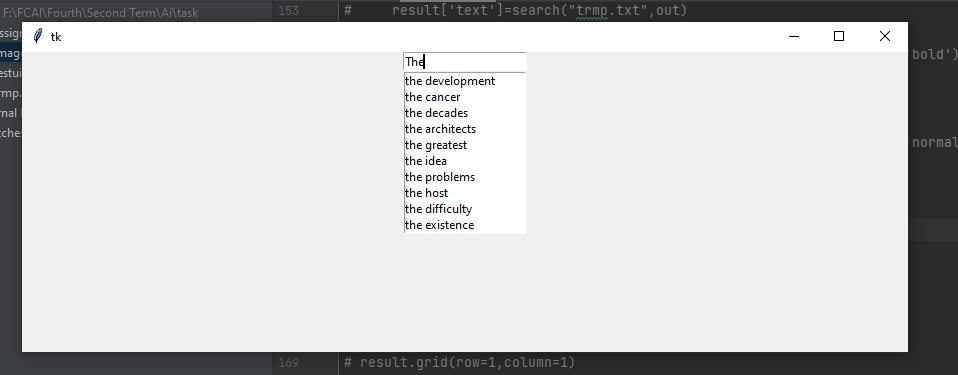 F:\FCAI\Fourth\Second Term\Ai\task
153 # result['text']=search("trmp.txt",out)
tk
bold')
The
the development
the cancer
the decades
the architects
the greatest
the idea
the problems
the host
the difficulty
the existence
normal
169 # result.grid(row=1,column=1)